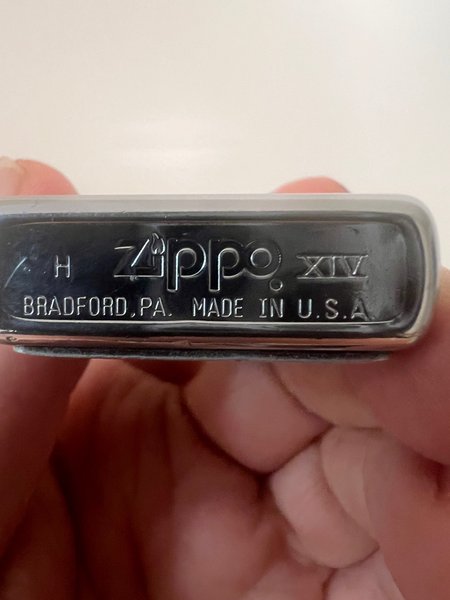 H Zippo XIV
BRADFORD,PA. MADE IN U.S.A